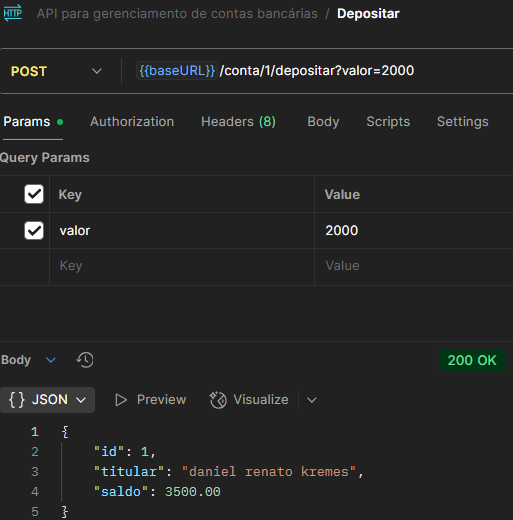 HTTP API para gerenciamento de contas bancárias / Depositar
POST {{baseURL}}/conta/1/depositar?valor=2000
Params Authorization Headers (8) Body Scripts Settings
Query Params
Key Value
valor 2000
Key Value
Body 200 OK
{} JSON Preview Visualize
1 {
2 "id": 1,
3 "titular": "daniel renato kremes",
4 "saldo": 3500.00
5 }